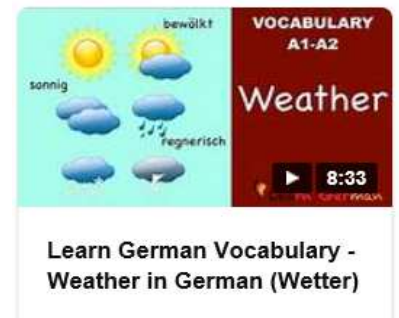 bewölkt
sonnig
regnerisch
VOCABULARY
A1-A2
Weather
8:33
Learn German Vocabulary -
Weather in German (Wetter)